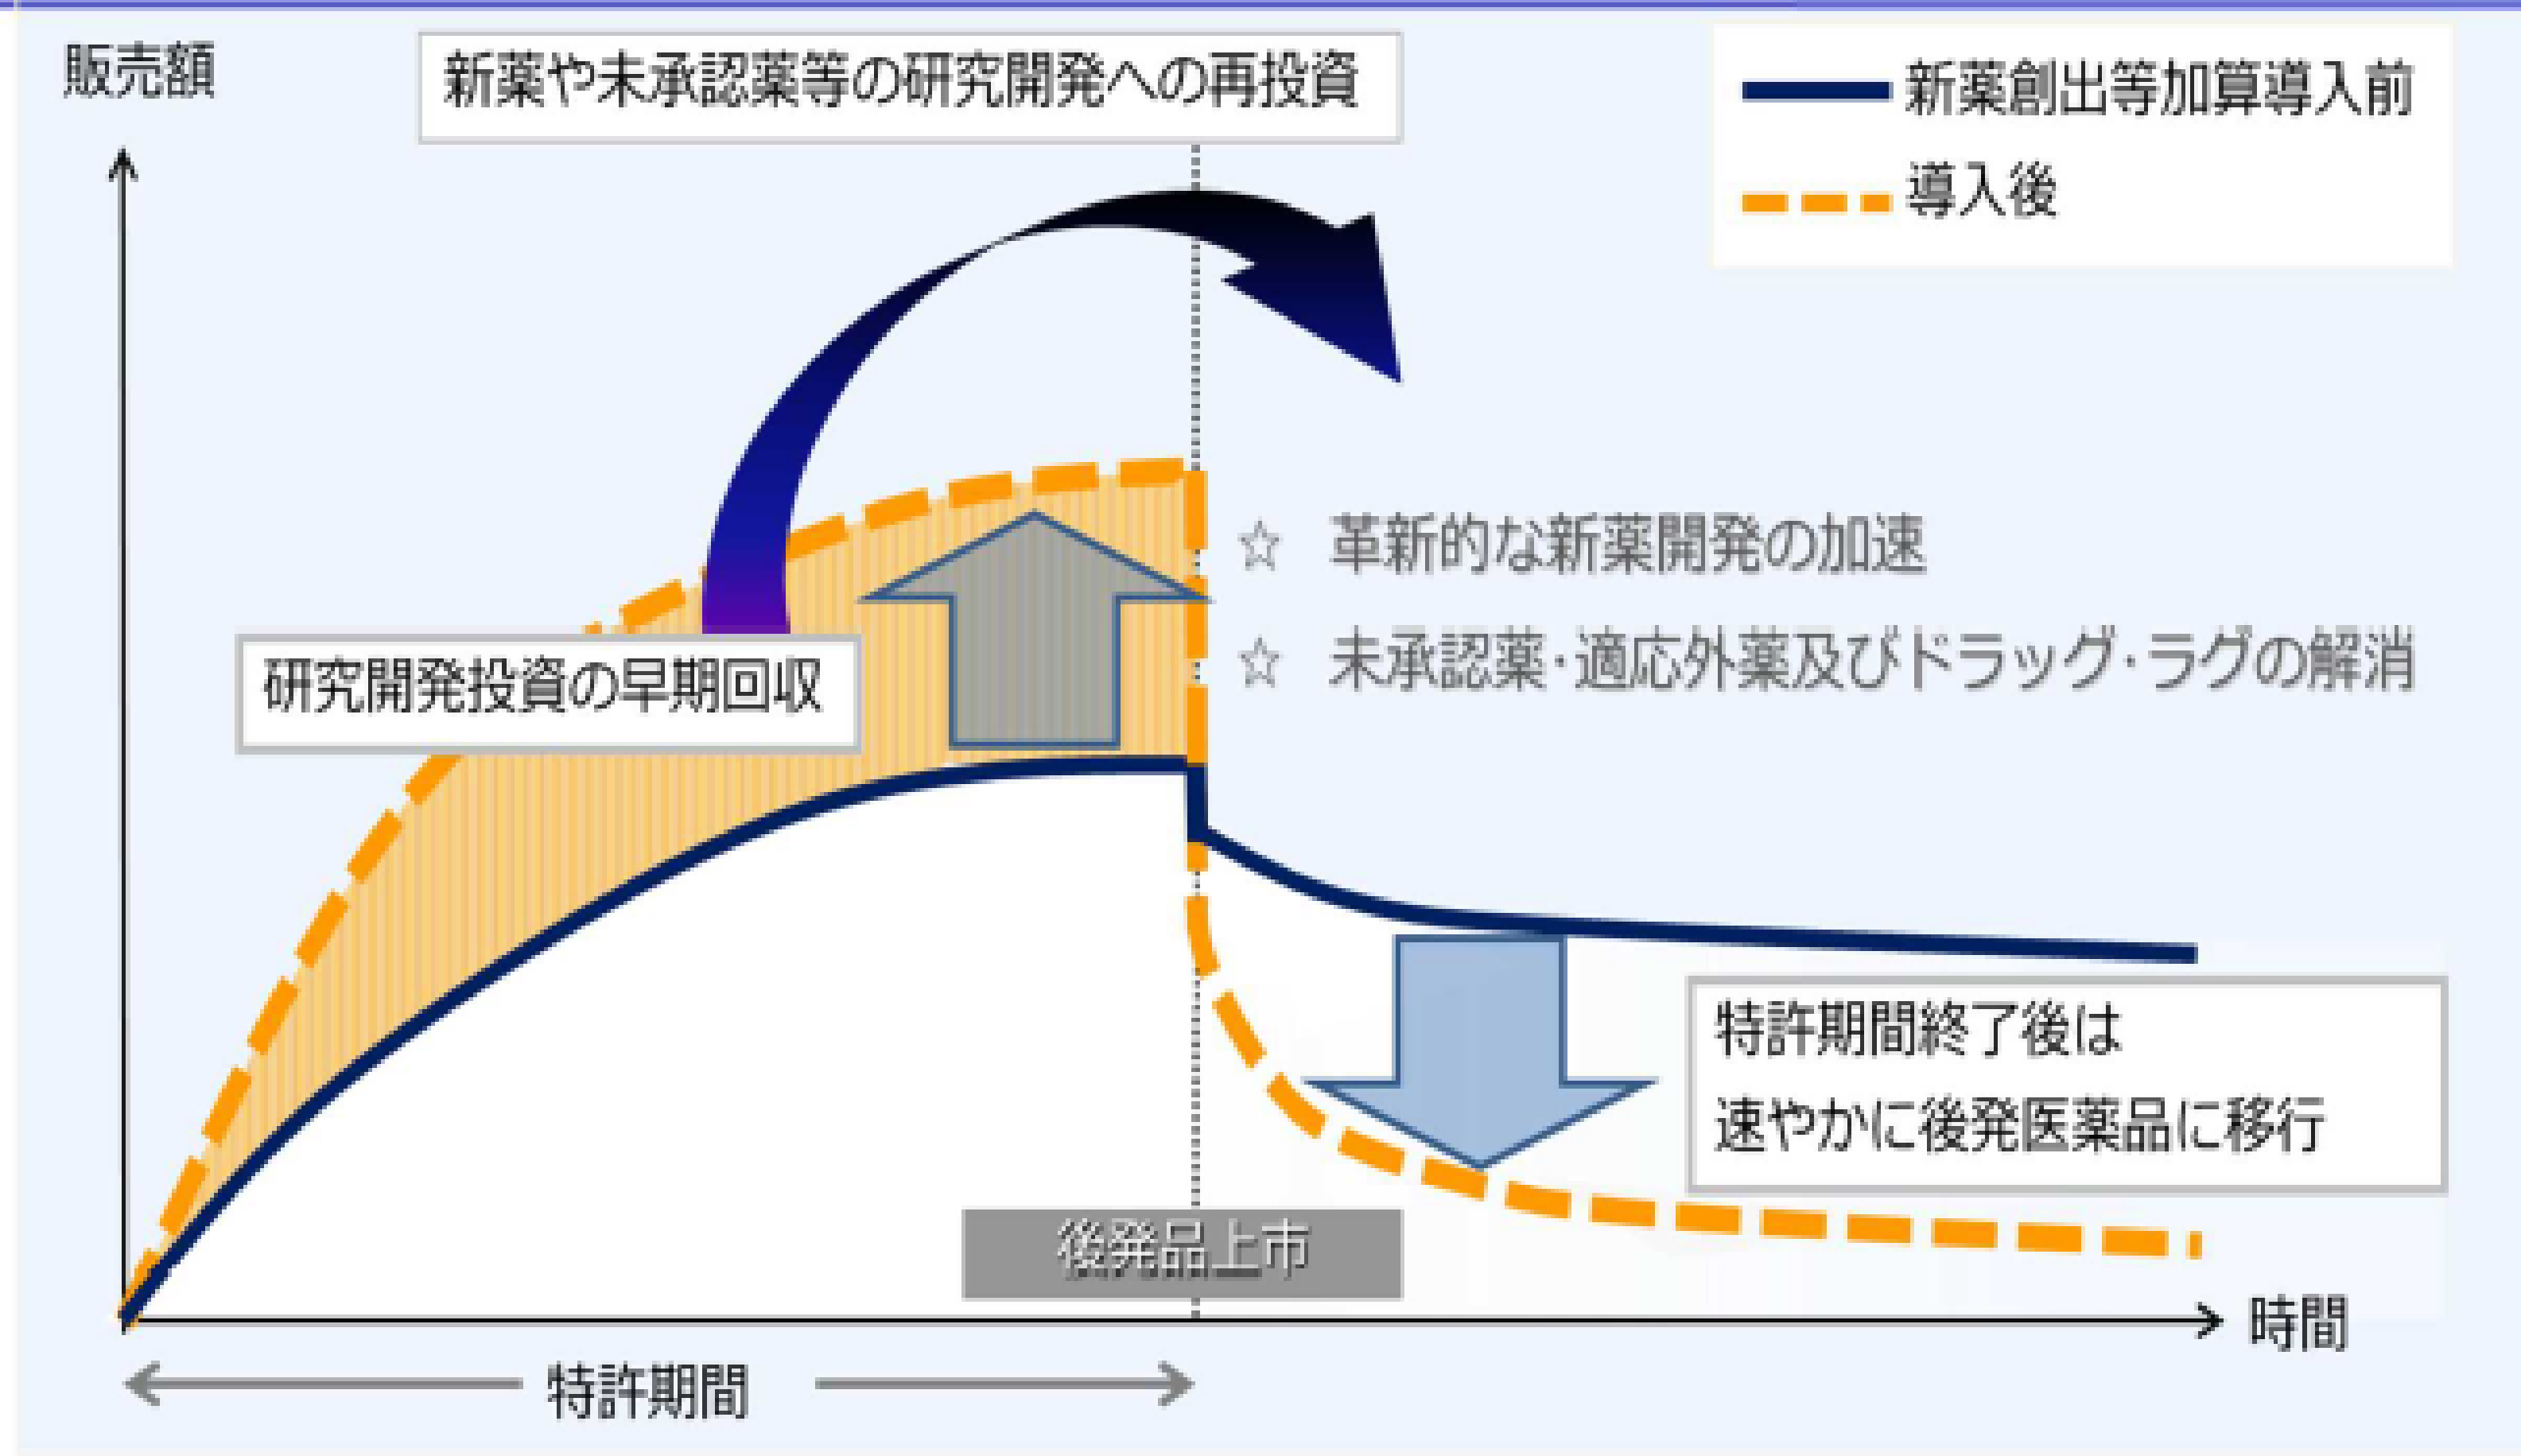 販売額
新薬や未承認薬等の研究開発への再投資
新薬創出等加算導入前
導入後
☆ 革新的な新薬開発の加速
☆ 未承認薬・適応外薬及びドラッグ・ラグの解消
研究開発投資の早期回収
特許期間終了後は
速やかに後発医薬品に移行
後発品上市
時間
特許期間